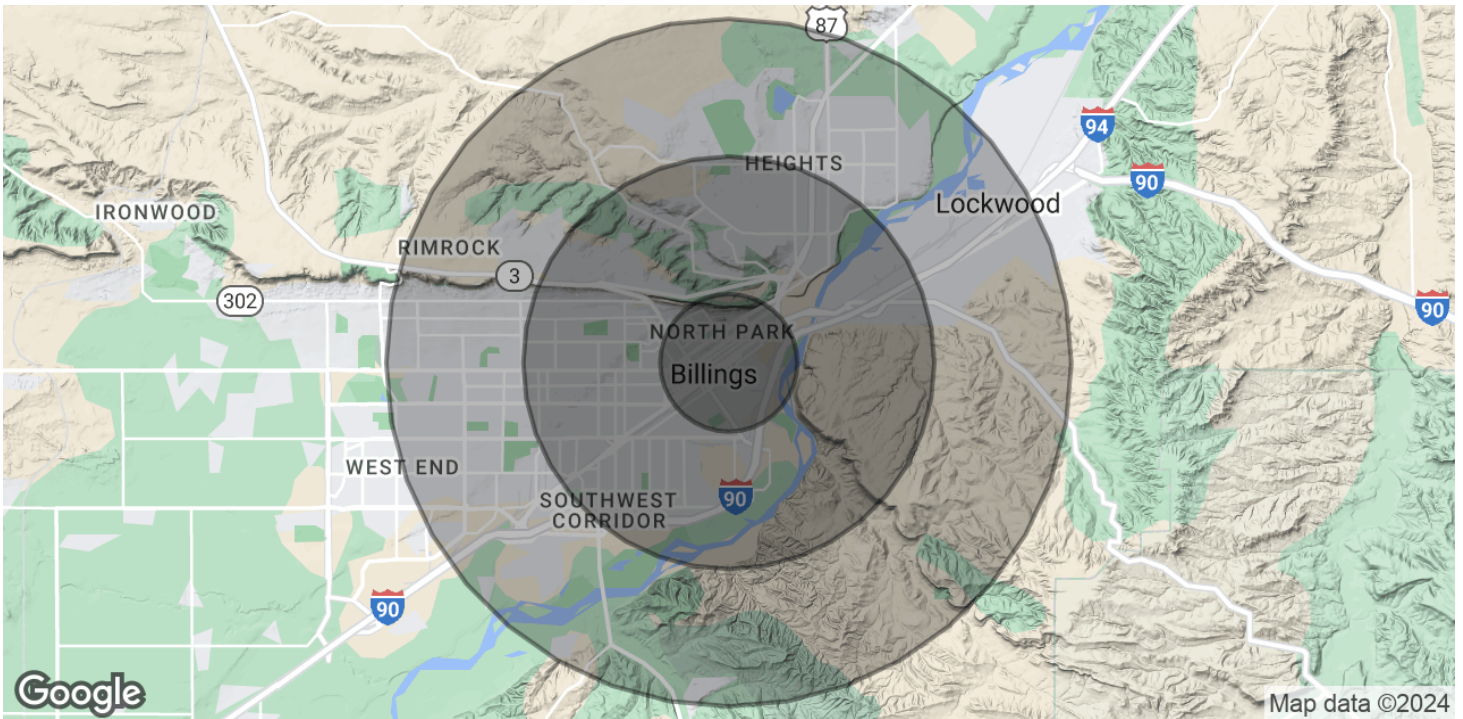 87
94
HEIGHTS
90
Lockwood
IRONWOOD
RIMROCK
3
302
90
NORTH PARK
Billings
WEST END
SOUTHWEST
CORRIDOR
90
90
Google
Map data ©2024